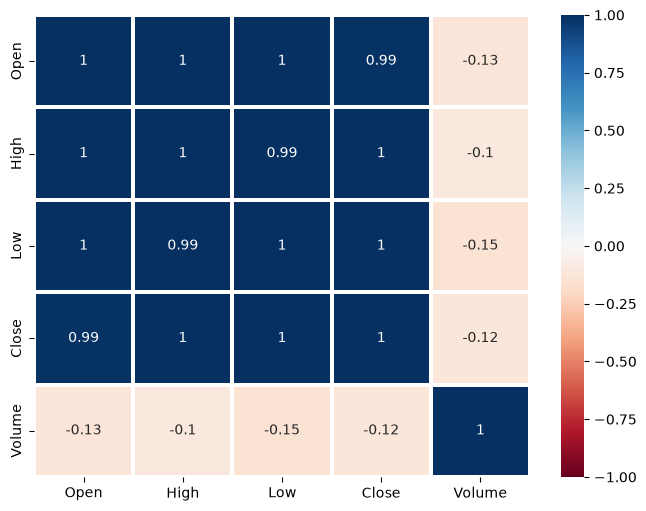 1.00
Open 1 1 1 0.99 -0.13
0.75
High 1 1 0.99 1 -0.1
0.50
0.25
Low 1 0.99 1 1 -0.15
0.00
−0.25
Close 0.99 1 1 1 -0.12
−0.50
Volume -0.13 -0.1 -0.15 -0.12 1
−0.75
−1.00
Open High Low Close Volume